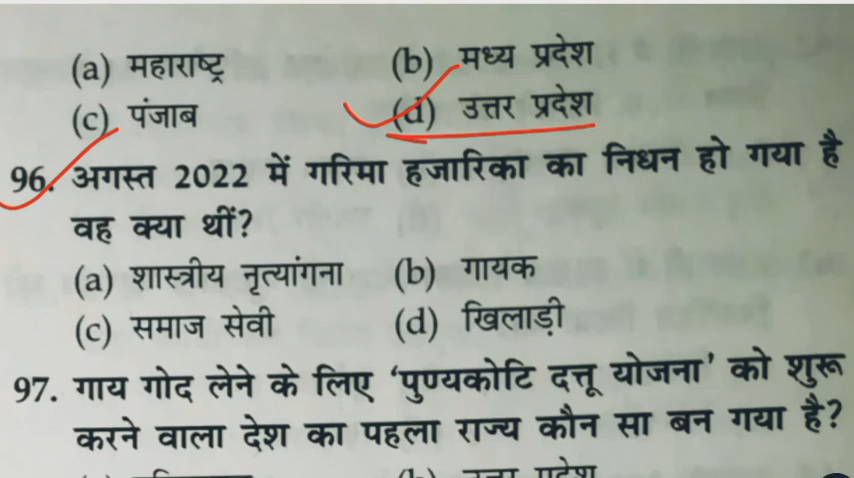 (a) महाराष्ट्र (b) मध्य प्रदेश
(c) पंजाब (d) उत्तर प्रदेश
96. अगस्त 2022 में गरिमा हजारिका का निधन हो गया है
वह क्या थीं?
(a) शास्त्रीय नृत्यांगना (b) गायक
(c) समाज सेवी (d) खिलाड़ी
97. गाय गोद लेने के लिए ‘पुण्यकोटि दत्तू योजना’ को शुरू
करने वाला देश का पहला राज्य कौन सा बन गया है?